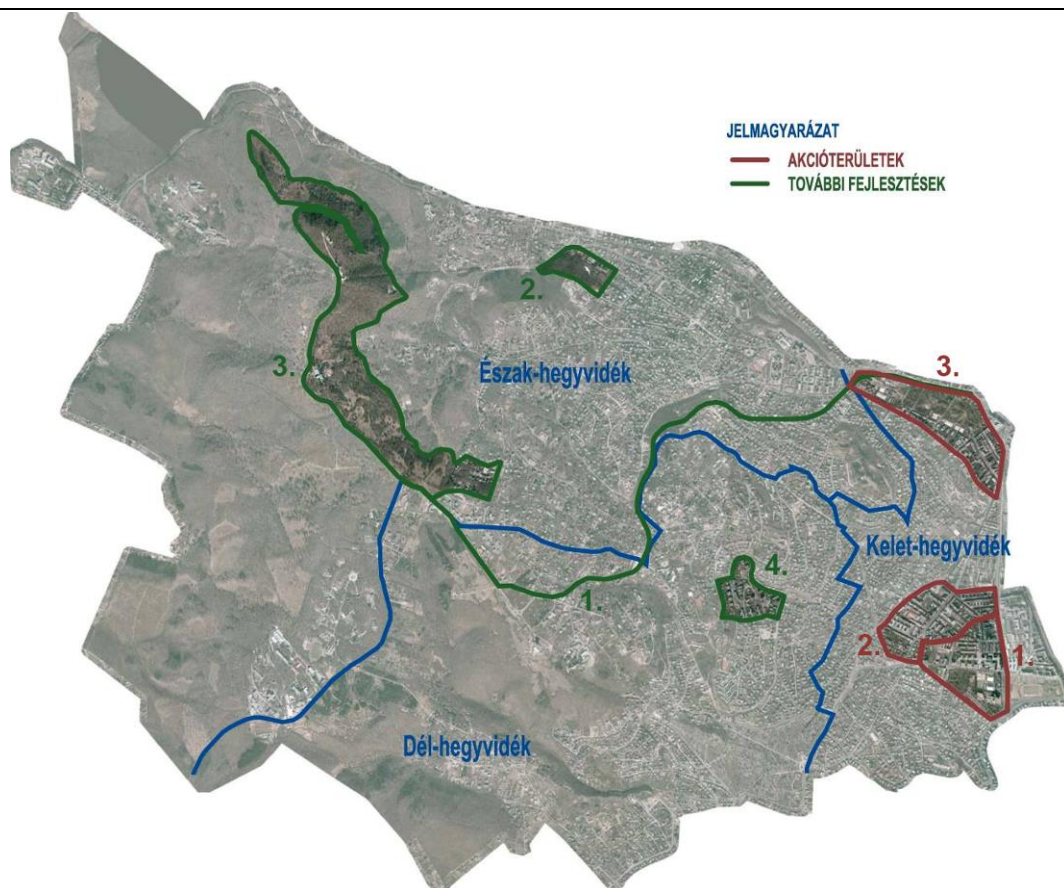 JELMAGYARÁZAT
AKCIÓTERÜLETEK
TOVÁBBI FEJLESZTÉSEK
2.
3.
Észak-hegyvidék
3.
Kelet-hegyvidék
4.
1.
2.
1.
Dél-hegyvidék